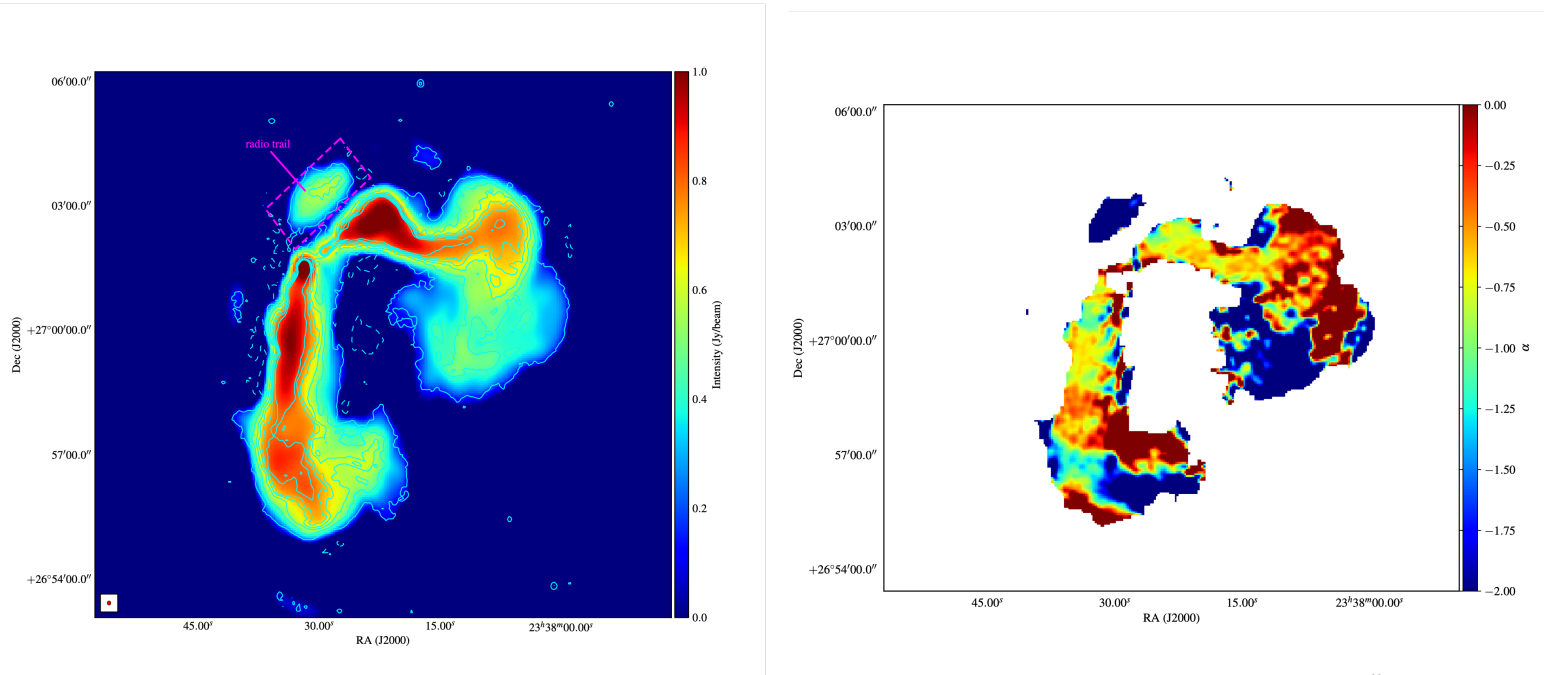 radio trail
06′00.0″
03′00.0″
+27°00′00.0″
57′00.0″
+26°54′00.0″
Dec (J2000)
45.00ˢ
30.00ˢ
15.00ˢ
23ʰ38ᵐ00.00ˢ
RA (J2000)
1.0
0.8
0.6
0.4
0.2
0.0
Intensity (Jy/beam)
06′00.0″
03′00.0″
+27°00′00.0″
57′00.0″
+26°54′00.0″
Dec (J2000)
45.00ˢ
30.00ˢ
15.00ˢ
23ʰ38ᵐ00.00ˢ
RA (J2000)
0.00
−0.25
−0.50
−0.75
−1.00
−1.25
−1.50
−1.75
−2.00
α